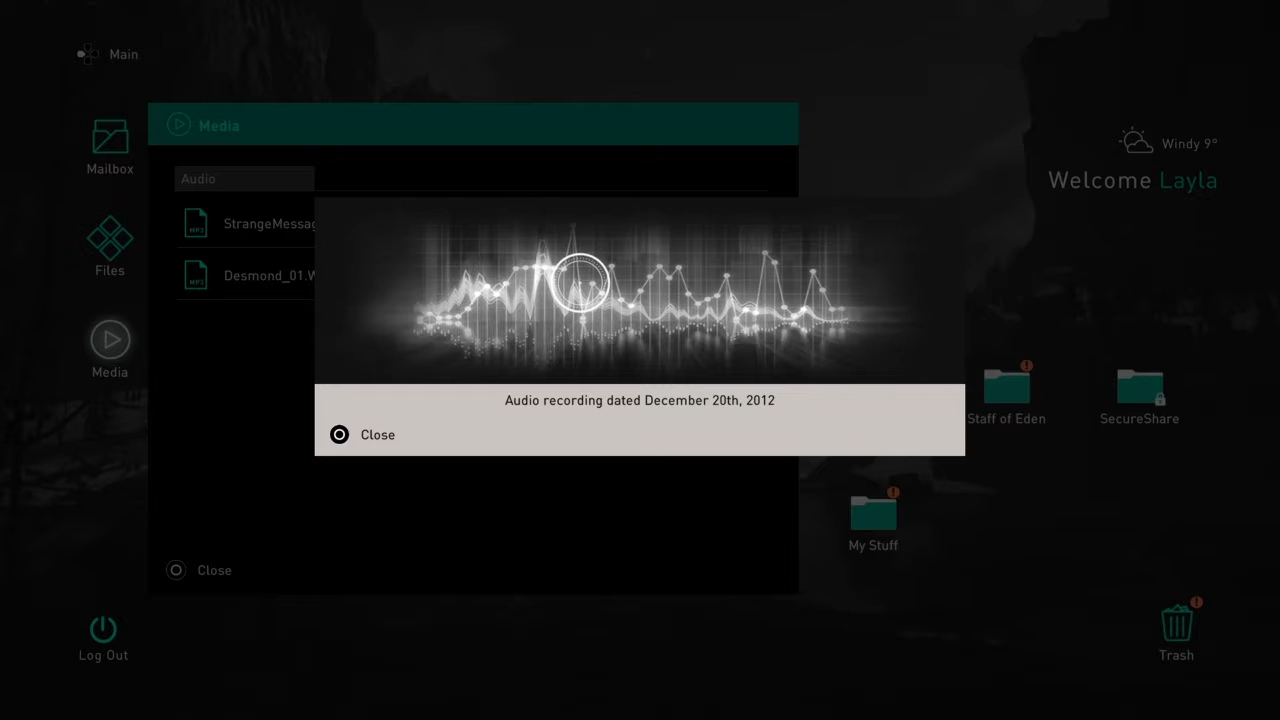 Main
Mailbox
Files
Media
Log Out
Media
Audio
StrangeMessag
Desmond_01.W
Close
Audio recording dated December 20th, 2012
Close
Windy 9°
Welcome Layla
Staff of Eden
SecureShare
My Stuff
Trash